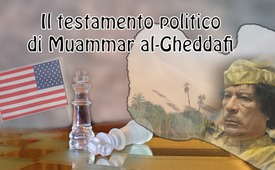 Il testamento politico
di Muammar al-Gheddafi